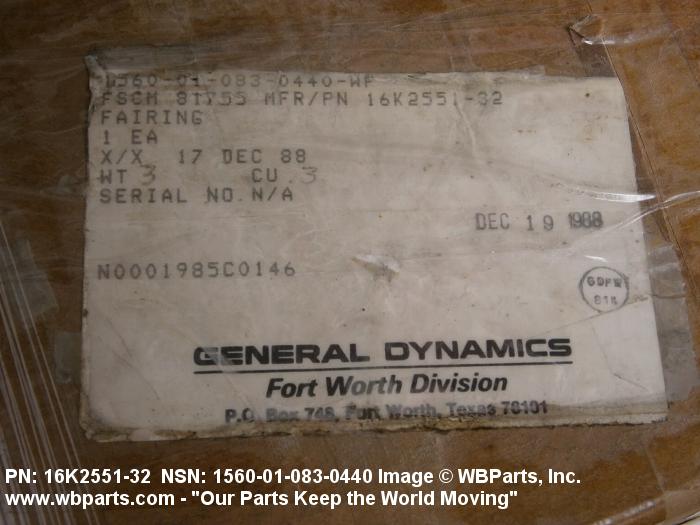 1560-01-083-0440-WF
FSCM 81755 MFR/PN 16K2551-32
FAIRING
1 EA
X/X 17 DEC 88
WT 3 CU .3
SERIAL NO. N/A
DEC 19 1988
N0001985C0146
GDFW
GENERAL DYNAMICS
Fort Worth Division
P.O. Box 748, Fort Worth, Texas 76101
PN: 16K2551-32 NSN: 1560-01-083-0440 Image © WBParts, Inc.
www.wbparts.com - "Our Parts Keep the World Moving"